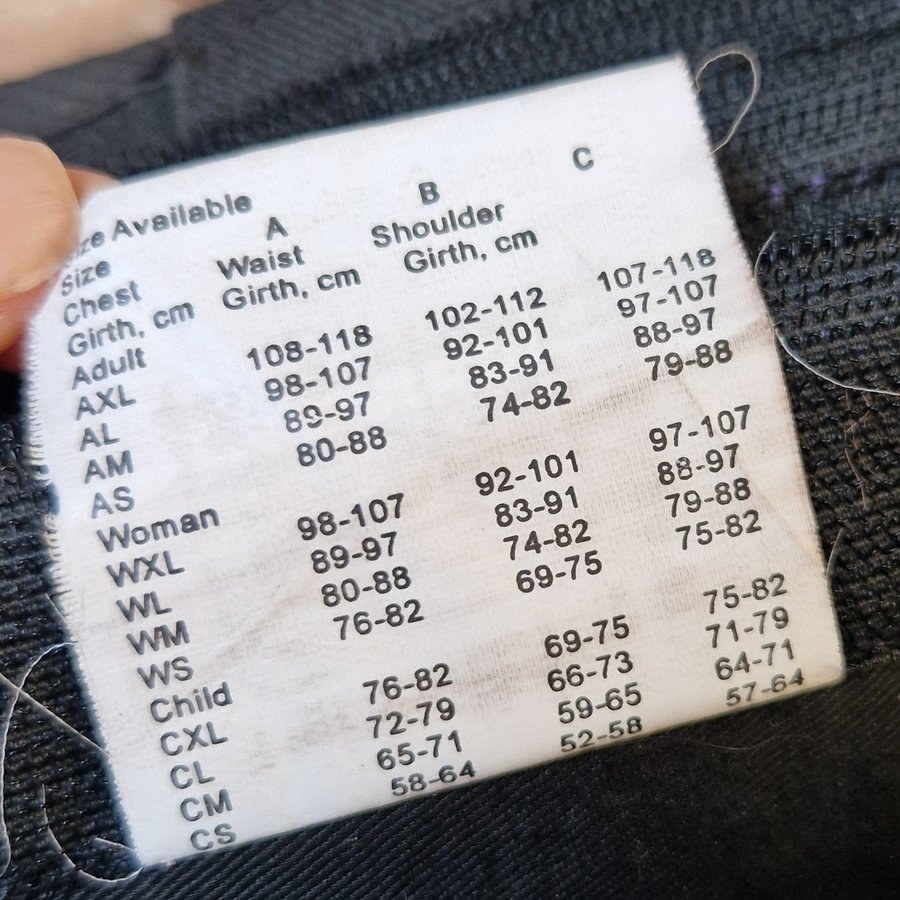 Size Available
Size A B C
Chest Waist Shoulder
Girth, cm Girth, cm Girth, cm
Adult
AXL 108-118 102-112 107-118
AL 98-107 92-101 97-107
AM 89-97 83-91 88-97
AS 80-88 74-82 79-88
Woman
WXL 98-107 92-101 97-107
WL 89-97 83-91 88-97
WM 80-88 74-82 79-88
WS 76-82 69-75 75-82
Child
CXL 76-82 69-75 75-82
CL 72-79 66-73 71-79
CM 65-71 59-65 64-71
CS 58-64 52-58 57-64